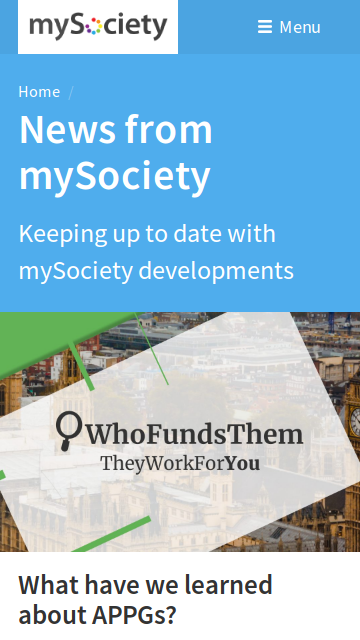 mySociety
Menu
Home /
News from
mySociety
Keeping up to date with
mySociety developments
WhoFundsThem
TheyWorkForYou
What have we learned
about APPGs?